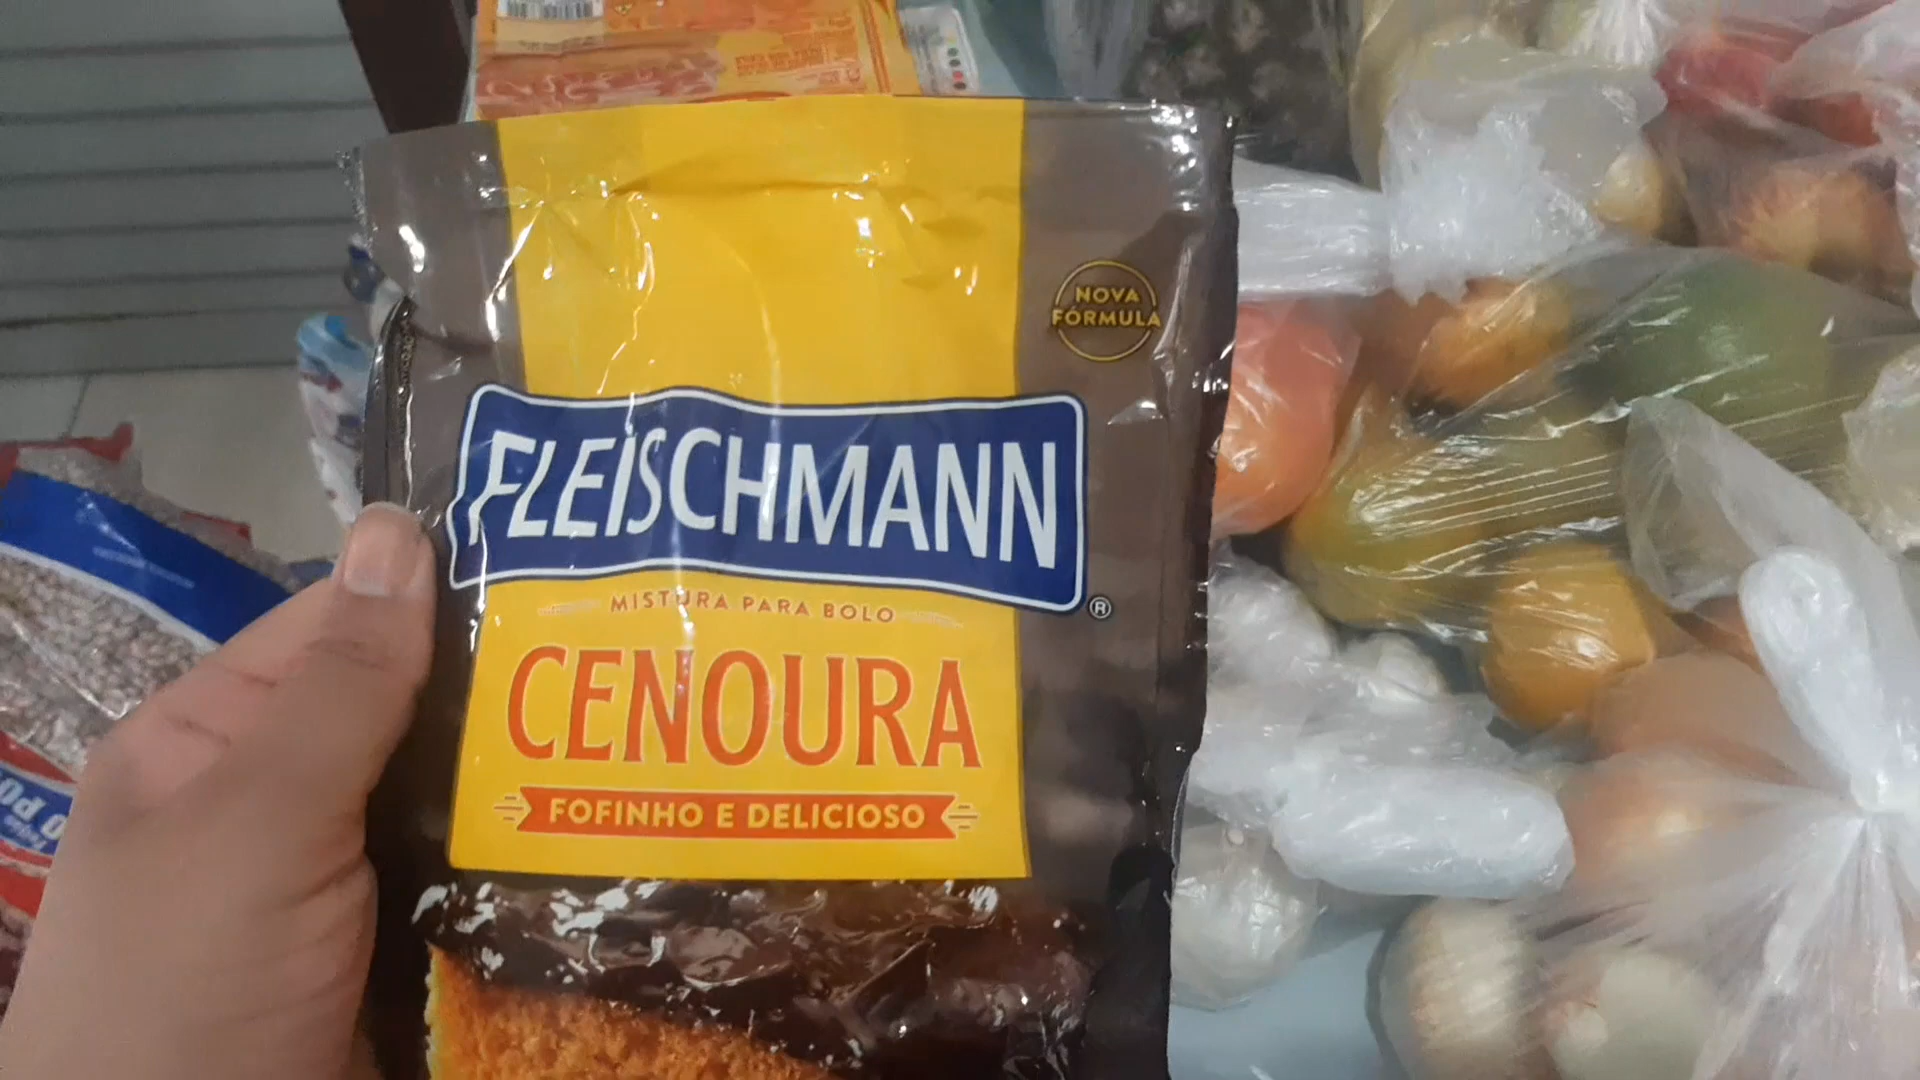 NOVA
FÓRMULA
FLEISCHMANN
®
MISTURA PARA BOLO
CENOURA
FOFINHO E DELICIOSO